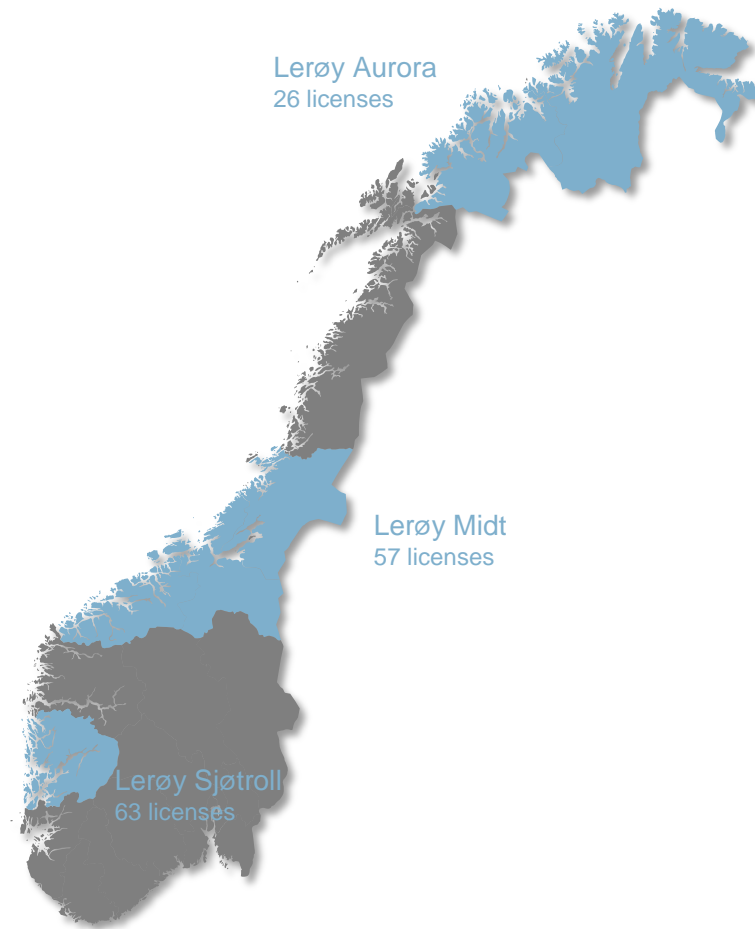 Lerøy Aurora
26 licenses
Lerøy Midt
57 licenses
Lerøy Sjøtroll
63 licenses